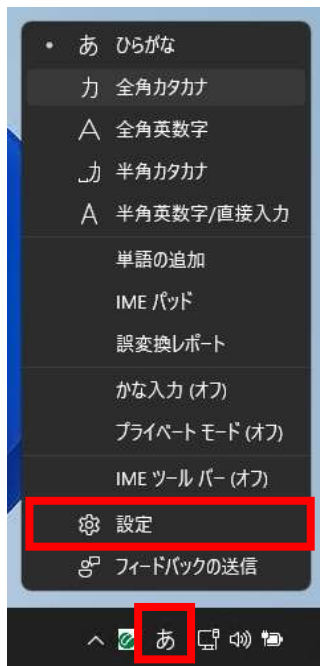 あ ひらがな
カ 全角カタカナ
A 全角英数字
カ 半角カタカナ
A 半角英数字/直接入力
単語の追加
IME パッド
誤変換レポート
かな入力 (オフ)
プライベート モード (オフ)
IME ツール バー (オフ)
設定
フィードバックの送信
あ